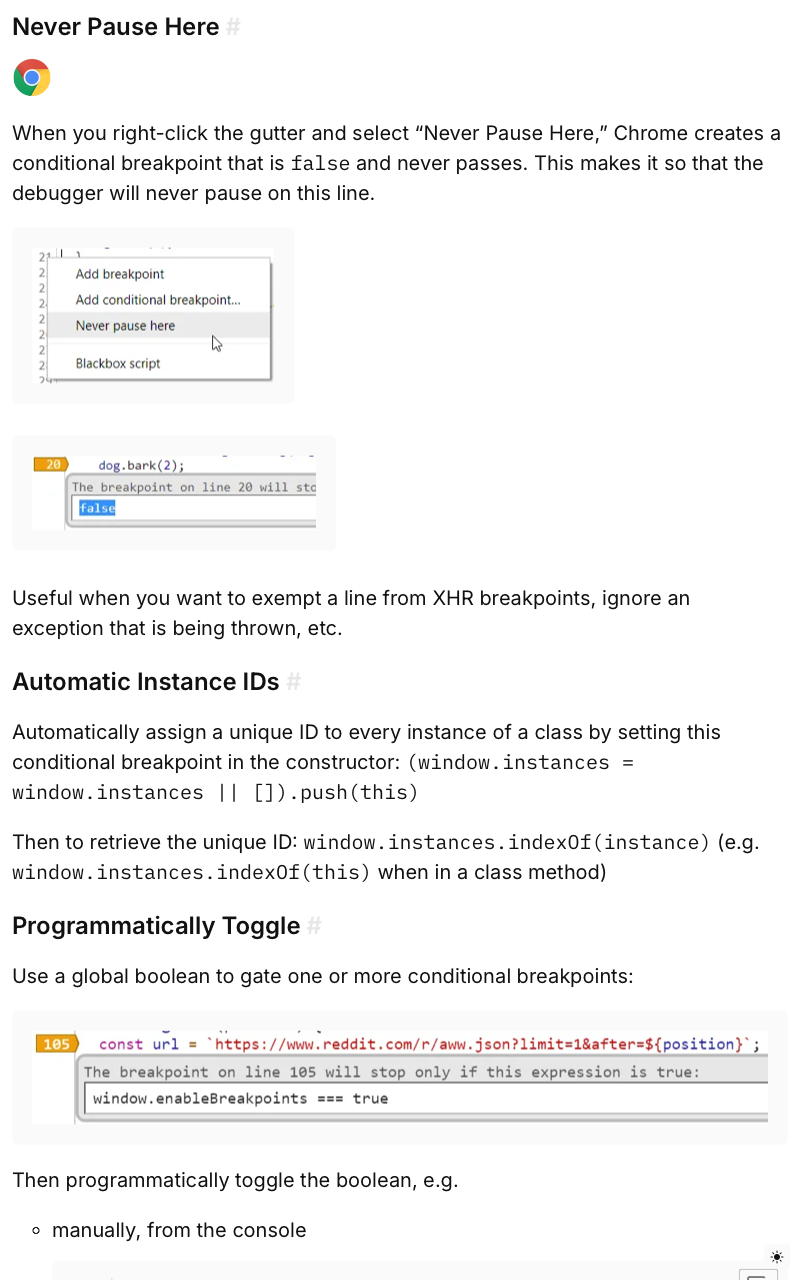 Never Pause Here #
When you right-click the gutter and select “Never Pause Here,” Chrome creates a
conditional breakpoint that is false and never passes. This makes it so that the
debugger will never pause on this line.
21
2 Add breakpoint
2
2 Add conditional breakpoint...
2 Never pause here
2
2
2 Blackbox script
20 dog.bark(2);
The breakpoint on line 20 will sto
false
Useful when you want to exempt a line from XHR breakpoints, ignore an
exception that is being thrown, etc.
Automatic Instance IDs #
Automatically assign a unique ID to every instance of a class by setting this
conditional breakpoint in the constructor: (window.instances =
window.instances || []).push(this)
Then to retrieve the unique ID: window.instances.indexOf(instance) (e.g.
window.instances.indexOf(this) when in a class method)
Programmatically Toggle #
Use a global boolean to gate one or more conditional breakpoints:
105 const url = `https://www.reddit.com/r/aww.json?limit=1&after=${position}`;
The breakpoint on line 105 will stop only if this expression is true:
window.enableBreakpoints === true
Then programmatically toggle the boolean, e.g.
manually, from the console